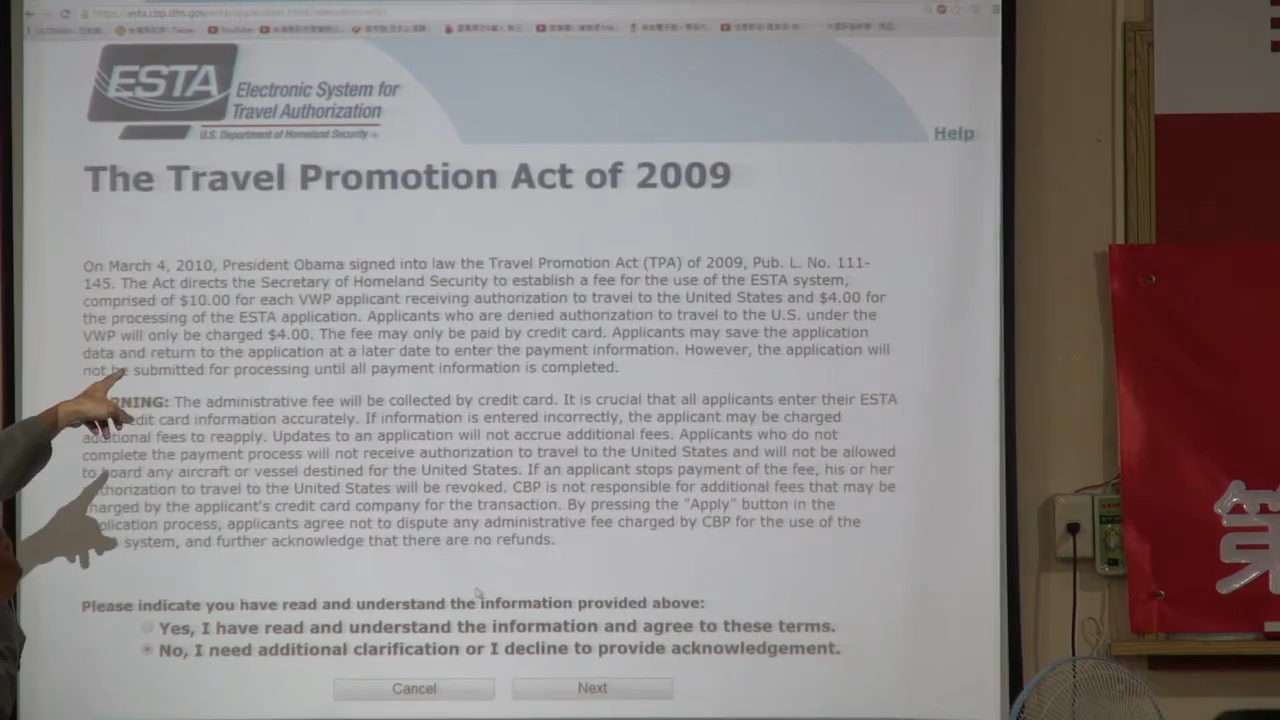 https://esta.cbp.dhs.gov
YouTube
ESTA
Electronic System for
Travel Authorization
U.S. Department of Homeland Security
Help
The Travel Promotion Act of 2009
On March 4, 2010, President Obama signed into law the Travel Promotion Act (TPA) of 2009, Pub. L. No. 111-
145. The Act directs the Secretary of Homeland Security to establish a fee for the use of the ESTA system,
comprised of $10.00 for each VWP applicant receiving authorization to travel to the United States and $4.00 for
the processing of the ESTA application. Applicants who are denied authorization to travel to the U.S. under the
VWP will only be charged $4.00. The fee may only be paid by credit card. Applicants may save the application
data and return to the application at a later date to enter the payment information. However, the application will
not be submitted for processing until all payment information is completed.
RNING: The administrative fee will be collected by credit card. It is crucial that all applicants enter their ESTA
edit card information accurately. If information is entered incorrectly, the applicant may be charged
additional fees to reapply. Updates to an application will not accrue additional fees. Applicants who do not
complete the payment process will not receive authorization to travel to the United States and will not be allowed
to board any aircraft or vessel destined for the United States. If an applicant stops payment of the fee, his or her
authorization to travel to the United States will be revoked. CBP is not responsible for additional fees that may be
charged by the applicant's credit card company for the transaction. By pressing the "Apply" button in the
application process, applicants agree not to dispute any administrative fee charged by CBP for the use of the
system, and further acknowledge that there are no refunds.
Please indicate you have read and understand the information provided above:
Yes, I have read and understand the information and agree to these terms.
No, I need additional clarification or I decline to provide acknowledgement.
Cancel Next
第